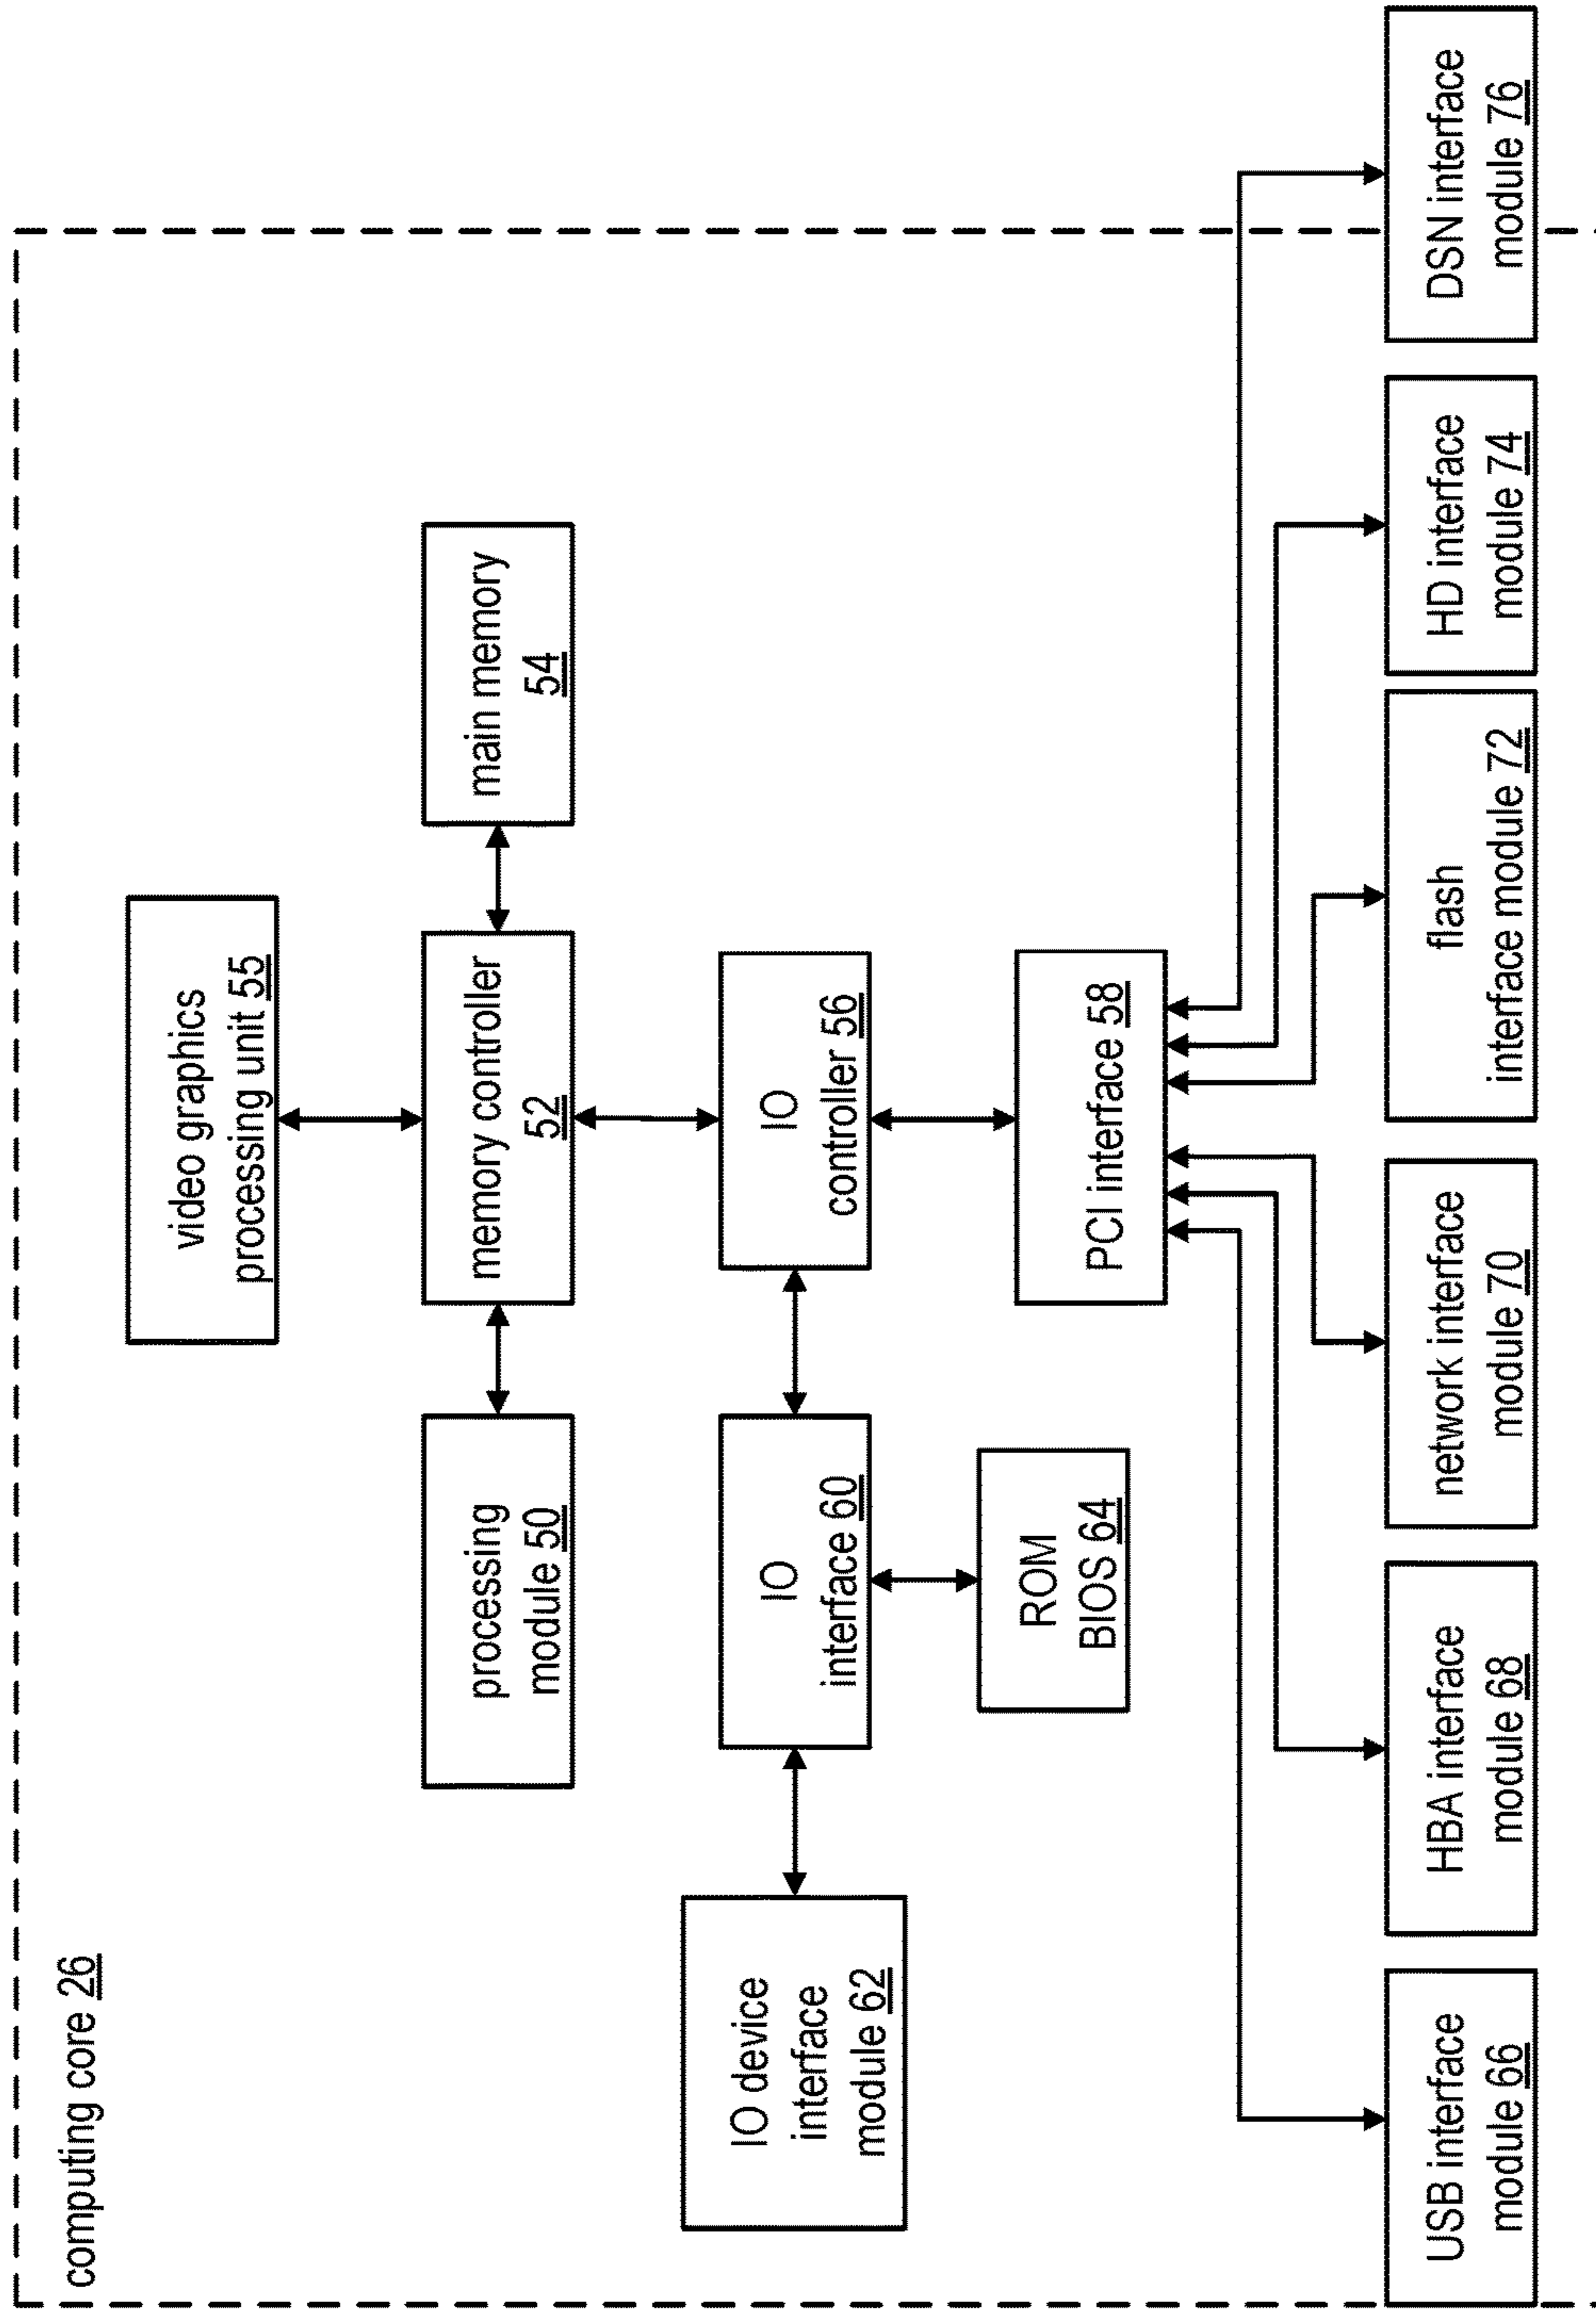 computing core 26
video graphics
processing unit 55
processing
module 50
memory controller
52
main memory
54
IO device
interface
module 62
IO
interface 60
IO
controller 56
ROM
BIOS 64
PCI interface 58
USB interface
module 66
HBA interface
module 68
network interface
module 70
flash
interface module 72
HD interface
module 74
DSN interface
module 76